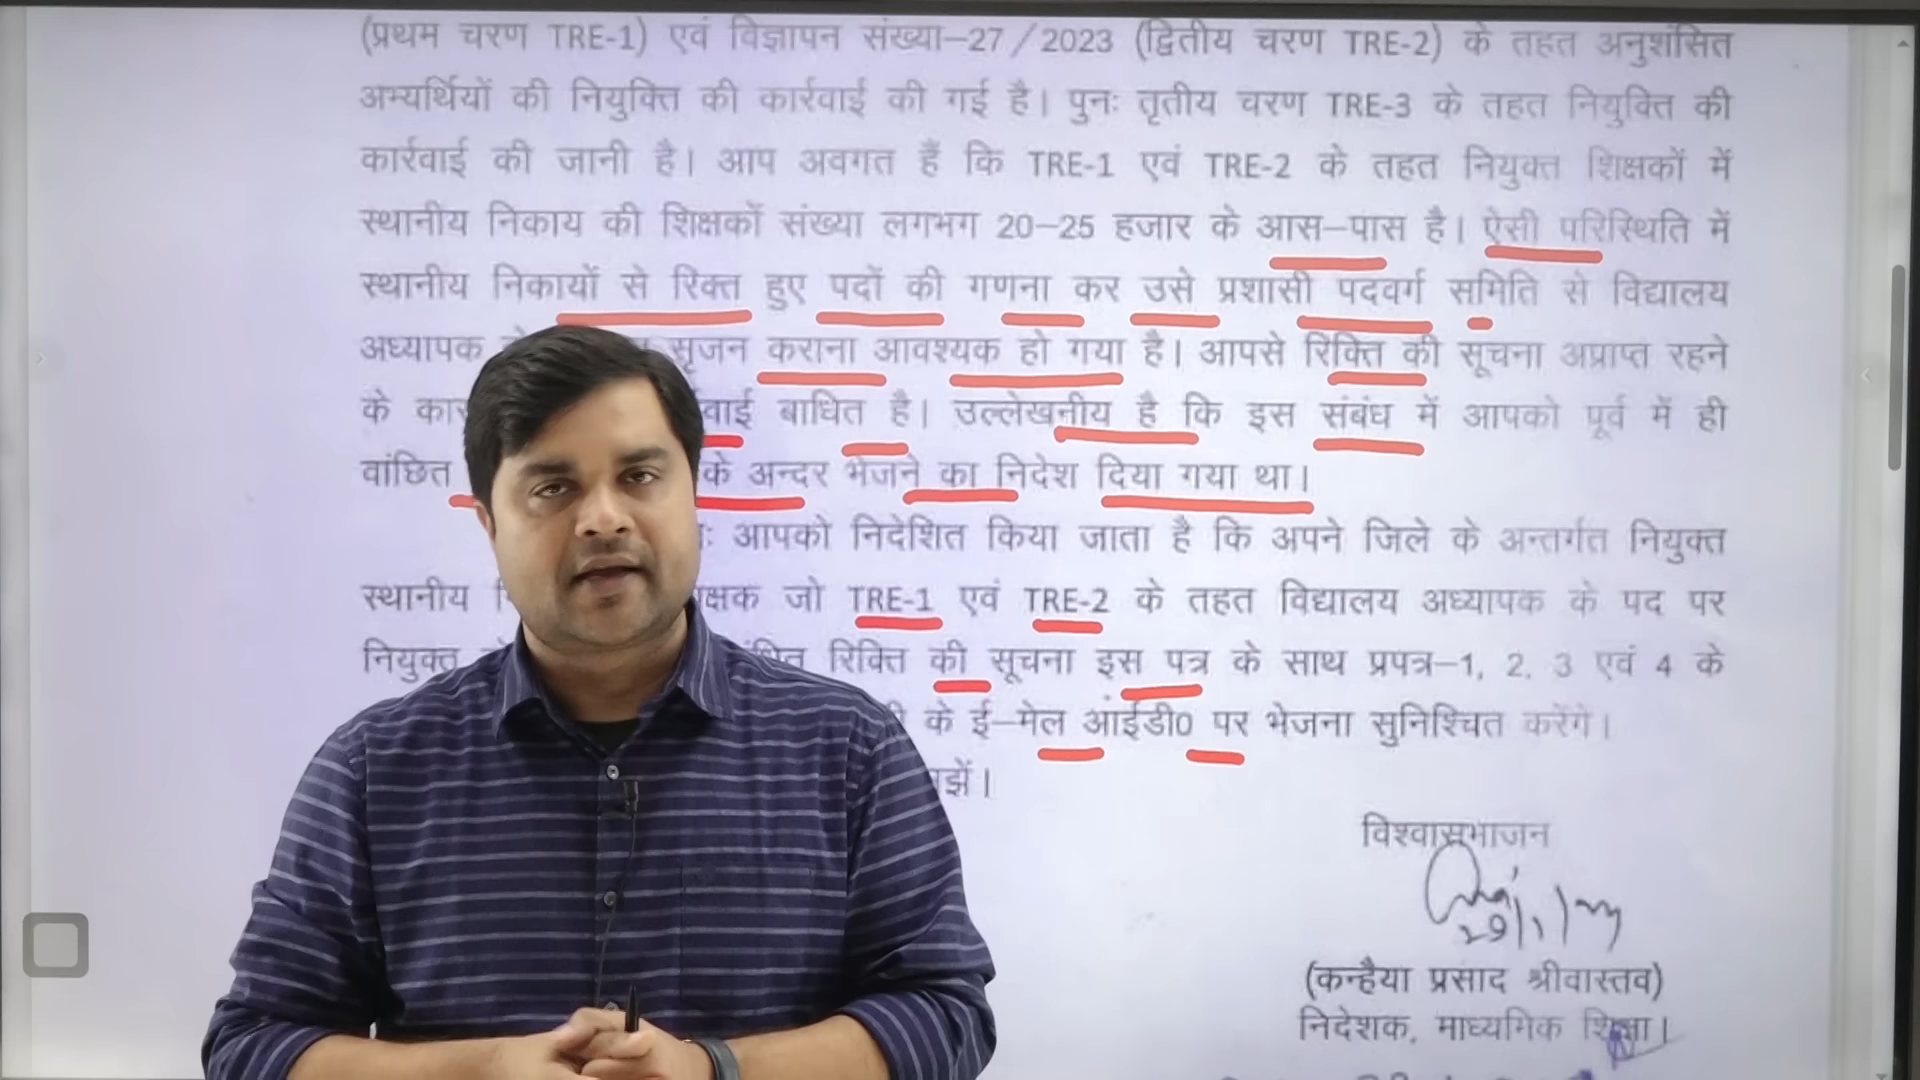 (प्रथम चरण TRE-1) एवं विज्ञापन संख्या–27/2023 (द्वितीय चरण TRE-2) के तहत अनुशंसित
अभ्यर्थियों की नियुक्ति की कार्रवाई की गई है। पुनः तृतीय चरण TRE-3 के तहत नियुक्ति की
कार्रवाई की जानी है। आप अवगत हैं कि TRE-1 एवं TRE-2 के तहत नियुक्त शिक्षकों में
स्थानीय निकाय की शिक्षकों संख्या लगभग 20–25 हजार के आस–पास है। ऐसी परिस्थिति में
स्थानीय निकायों से रिक्त हुए पदों की गणना कर उसे प्रशासी पदवर्ग समिति से विद्यालय
अध्यापक सृजन कराना आवश्यक हो गया है। आपसे रिक्ति की सूचना अप्राप्त रहने
के वाई बाधित है। उल्लेखनीय है कि इस संबंध में आपको पूर्व में ही
वांछित के अन्दर भेजने का निदेश दिया गया था।
आपको निदेशित किया जाता है कि अपने जिले के अन्तर्गत नियुक्त
स्थानीय क्षक जो TRE-1 एवं TRE-2 के तहत विद्यालय अध्यापक के पद पर
नियुक्त रिक्ति की सूचना इस पत्र के साथ प्रपत्र–1, 2, 3 एवं 4 के
के ई–मेल आईडी0 पर भेजना सुनिश्चित करेंगे।
झें।
विश्वासभाजन
(कन्हैया प्रसाद श्रीवास्तव)
निदेशक, माध्यमिक शिक्षा।